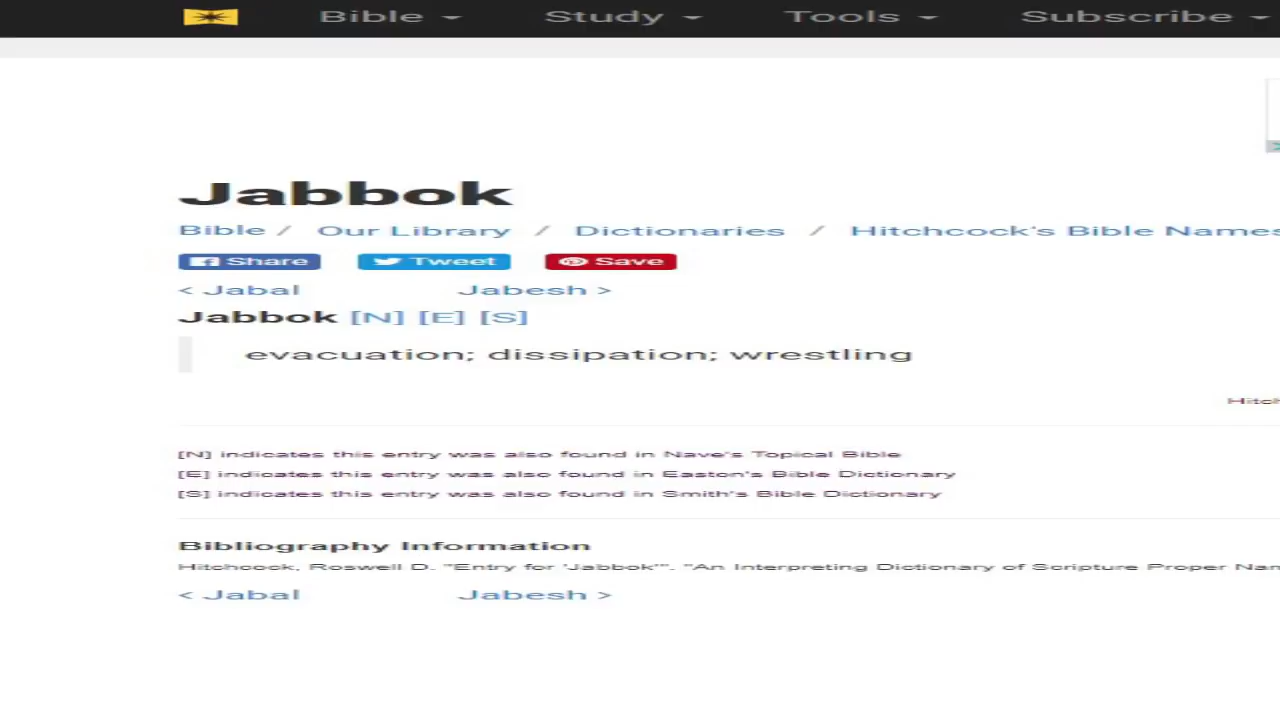 Bible Study Tools Subscribe
Jabbok
Bible / Our Library / Dictionaries / Hitchcock's Bible Names
Share Tweet Save
< Jabal Jabesh >
Jabbok [N] [E] [S]
evacuation; dissipation; wrestling
[N] indicates this entry was also found in Nave's Topical Bible
[E] indicates this entry was also found in Easton's Bible Dictionary
[S] indicates this entry was also found in Smith's Bible Dictionary
Bibliography Information
Hitchcock, Roswell D. "Entry for 'Jabbok'". "An Interpreting Dictionary of Scripture Proper
< Jabal Jabesh >